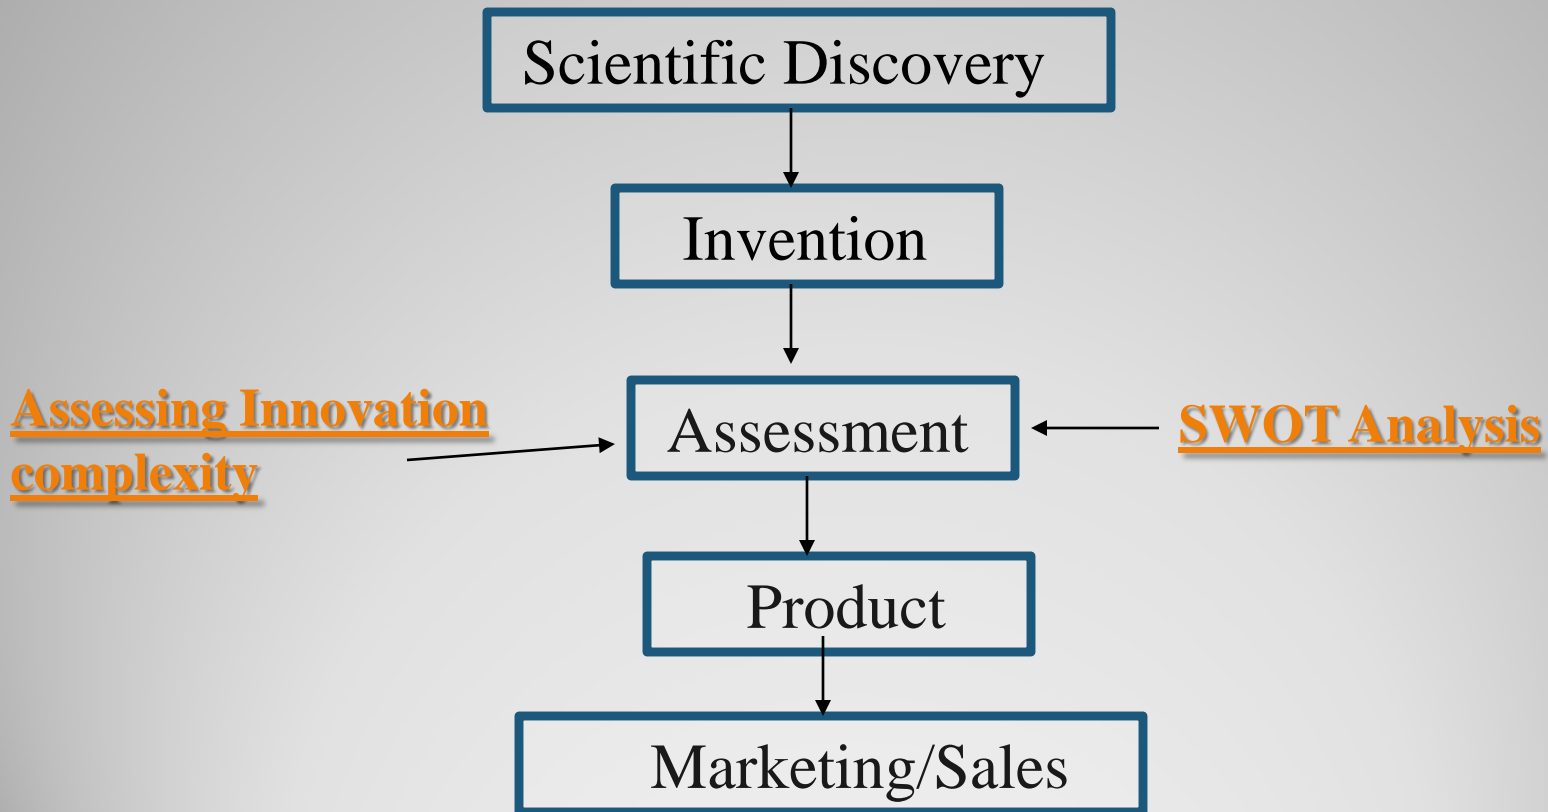 Scientific Discovery
Invention
Assessing Innovation
complexity
Assessment
SWOT Analysis
Product
Marketing/Sales